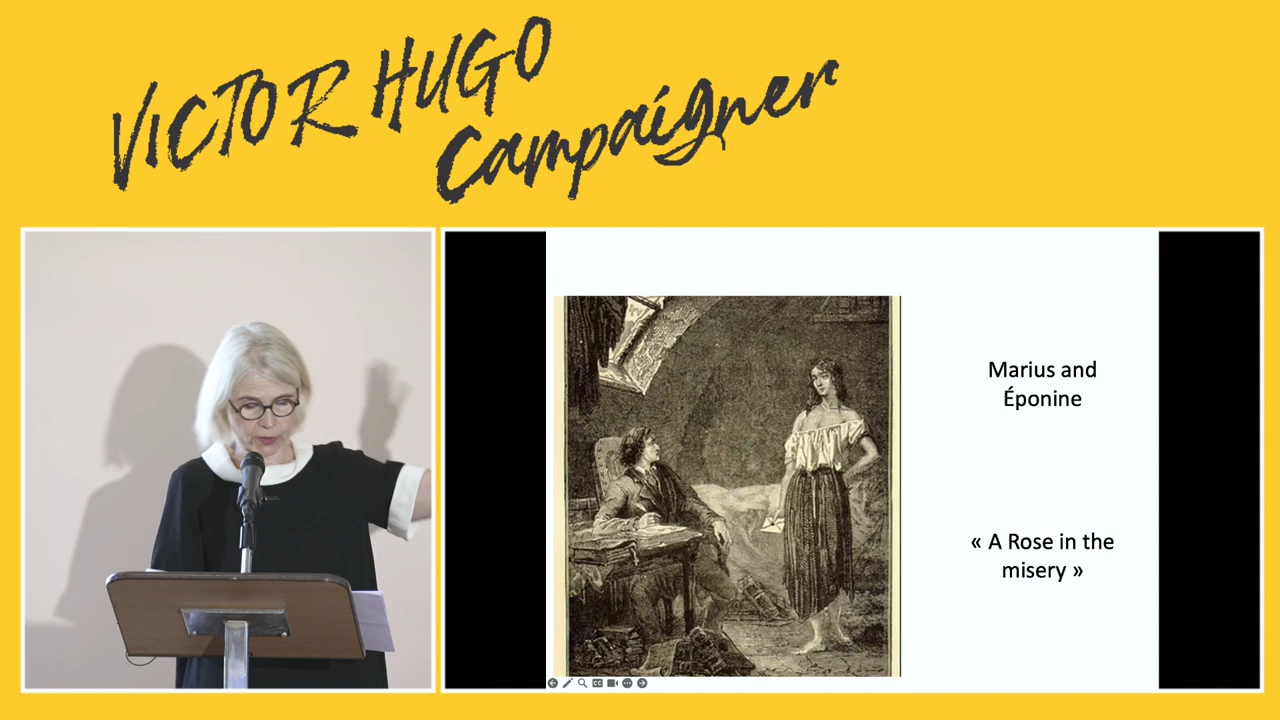 VICTOR HUGO
Campaigner
Marius and
Éponine
« A Rose in the
misery »